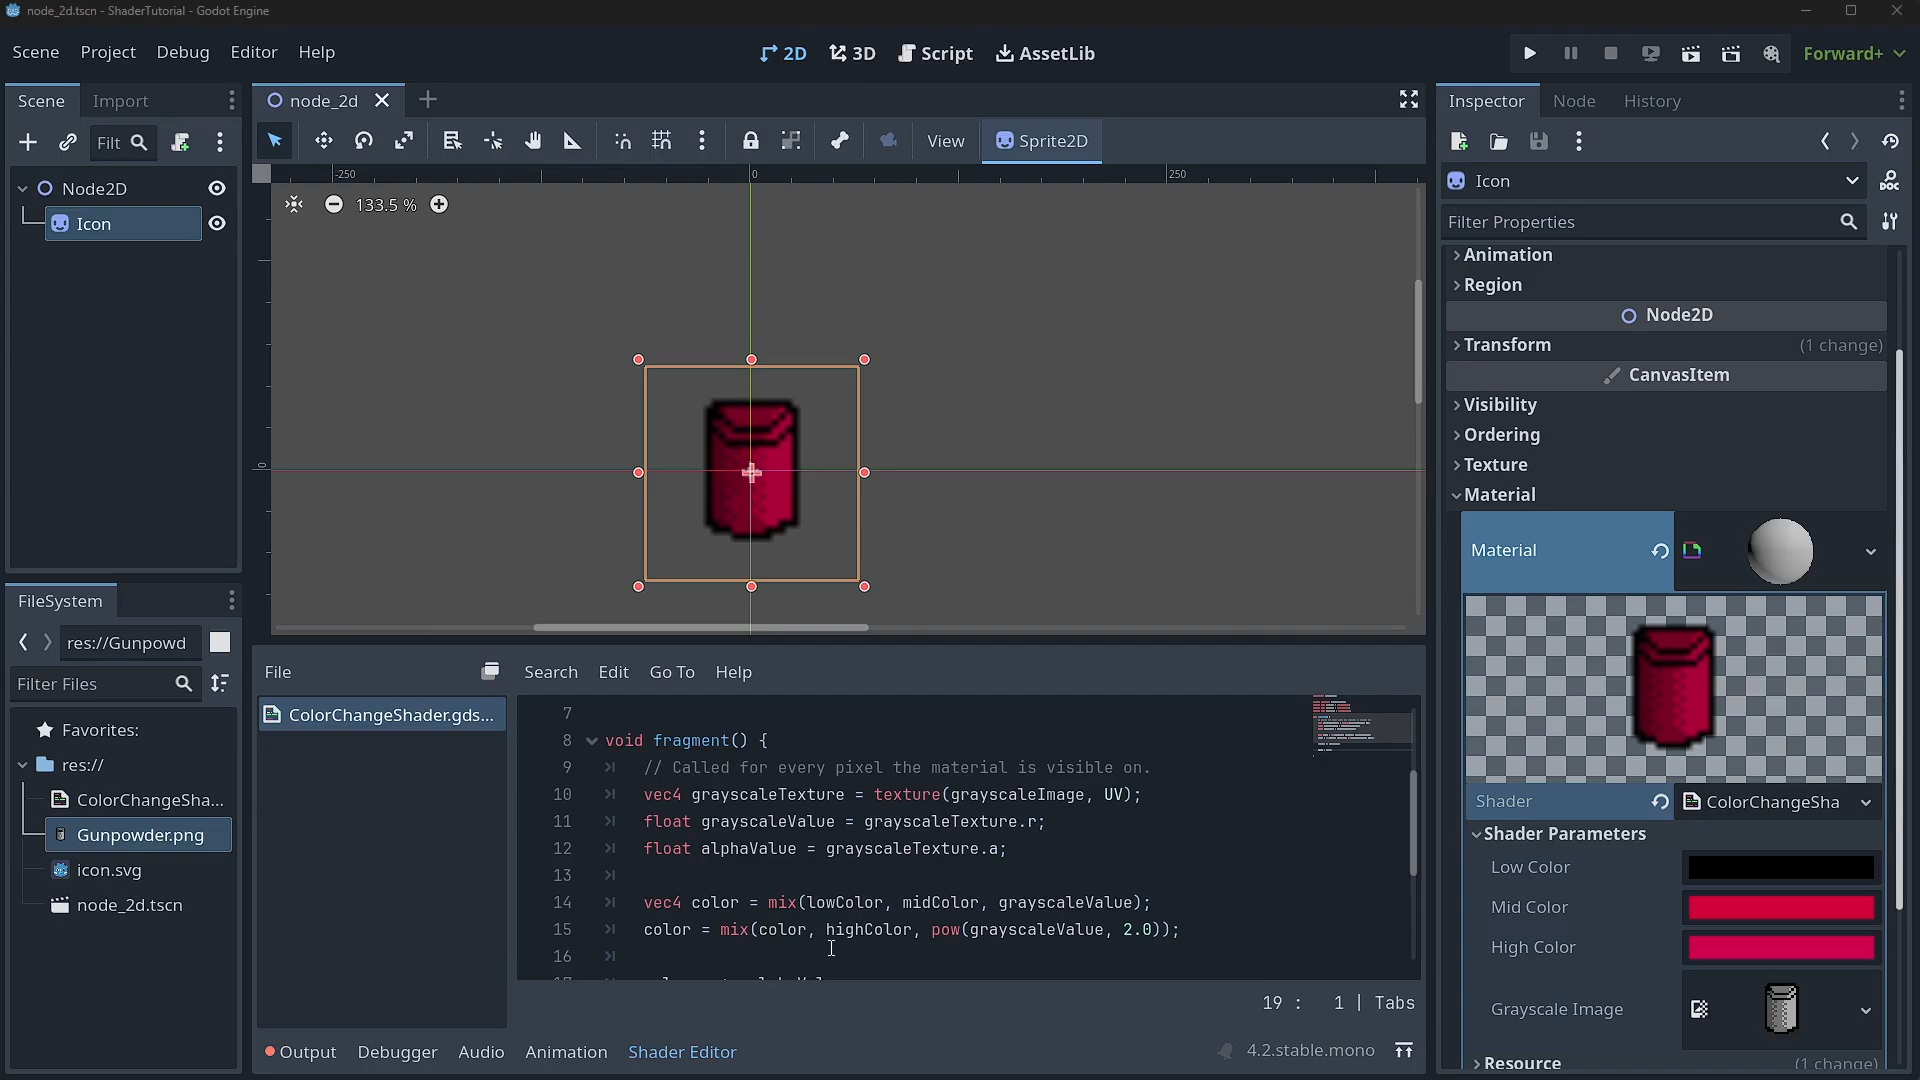 node_2d.tscn - ShaderTutorial - Godot Engine
Scene Project Debug Editor Help
2D 3D Script AssetLib
Forward+
Scene Import
Filt
Node2D
Icon
FileSystem
res://Gunpowd
Filter Files
Favorites:
res://
ColorChangeSha...
Gunpowder.png
icon.svg
node_2d.tscn
node_2d
View Sprite2D
-250 0 250
133.5 %
0
File Search Edit Go To Help
ColorChangeShader.gds...
7
8 void fragment() {
9 // Called for every pixel the material is visible on.
10 vec4 grayscaleTexture = texture(grayscaleImage, UV);
11 float grayscaleValue = grayscaleTexture.r;
12 float alphaValue = grayscaleTexture.a;
13
14 vec4 color = mix(lowColor, midColor, grayscaleValue);
15 color = mix(color, highColor, pow(grayscaleValue, 2.0));
16
19 : 1 | Tabs
Output Debugger Audio Animation Shader Editor
4.2.stable.mono
Inspector Node History
Icon
DOC
Filter Properties
Animation
Region
Node2D
Transform (1 change)
CanvasItem
Visibility
Ordering
Texture
Material
Material
Shader ColorChangeSha
Shader Parameters
Low Color
Mid Color
High Color
Grayscale Image
Resource (1 change)